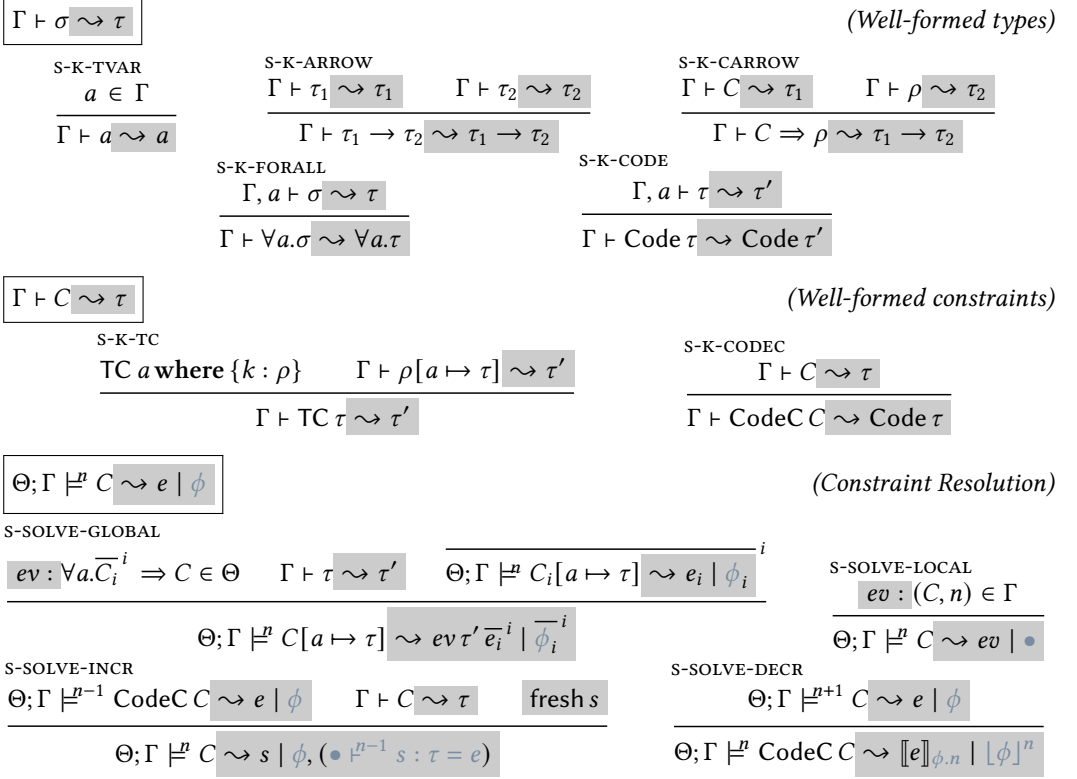 Γ ⊢ σ ⇝ τ (Well-formed types)
S-K-TVAR
a ∈ Γ
Γ ⊢ a ⇝ a
S-K-ARROW
Γ ⊢ τ₁ ⇝ τ₁ Γ ⊢ τ₂ ⇝ τ₂
Γ ⊢ τ₁ → τ₂ ⇝ τ₁ → τ₂
S-K-CARROW
Γ ⊢ C ⇝ τ₁ Γ ⊢ ρ ⇝ τ₂
Γ ⊢ C ⇒ ρ ⇝ τ₁ → τ₂
S-K-FORALL
Γ, a ⊢ σ ⇝ τ
Γ ⊢ ∀a.σ ⇝ ∀a.τ
S-K-CODE
Γ, a ⊢ τ ⇝ τ′
Γ ⊢ Code τ ⇝ Code τ′
Γ ⊢ C ⇝ τ (Well-formed constraints)
S-K-TC
TC a where {k : ρ} Γ ⊢ ρ[a ↦ τ] ⇝ τ′
Γ ⊢ TC τ ⇝ τ′
S-K-CODEC
Γ ⊢ C ⇝ τ
Γ ⊢ CodeC C ⇝ Code τ
Θ; Γ ⊨ⁿ C ⇝ e | ϕ (Constraint Resolution)
S-SOLVE-GLOBAL
ev : ∀a.C̅ᵢ ⁱ ⇒ C ∈ Θ Γ ⊢ τ ⇝ τ′ Θ; Γ ⊨ⁿ Cᵢ[a ↦ τ] ⇝ eᵢ | ϕᵢ ⁱ
Θ; Γ ⊨ⁿ C[a ↦ τ] ⇝ ev τ′ e̅ᵢ ⁱ | ϕ̅ᵢ ⁱ
S-SOLVE-LOCAL
ev : (C, n) ∈ Γ
Θ; Γ ⊨ⁿ C ⇝ ev | •
S-SOLVE-INCR
Θ; Γ ⊨ⁿ⁻¹ CodeC C ⇝ e | ϕ Γ ⊢ C ⇝ τ fresh s
Θ; Γ ⊨ⁿ C ⇝ s | ϕ, (• ⊢ⁿ⁻¹ s : τ = e)
S-SOLVE-DECR
Θ; Γ ⊨ⁿ⁺¹ C ⇝ e | ϕ
Θ; Γ ⊨ⁿ CodeC C ⇝ ⟦e⟧_ϕ.n | ⌊ϕ⌋ⁿ